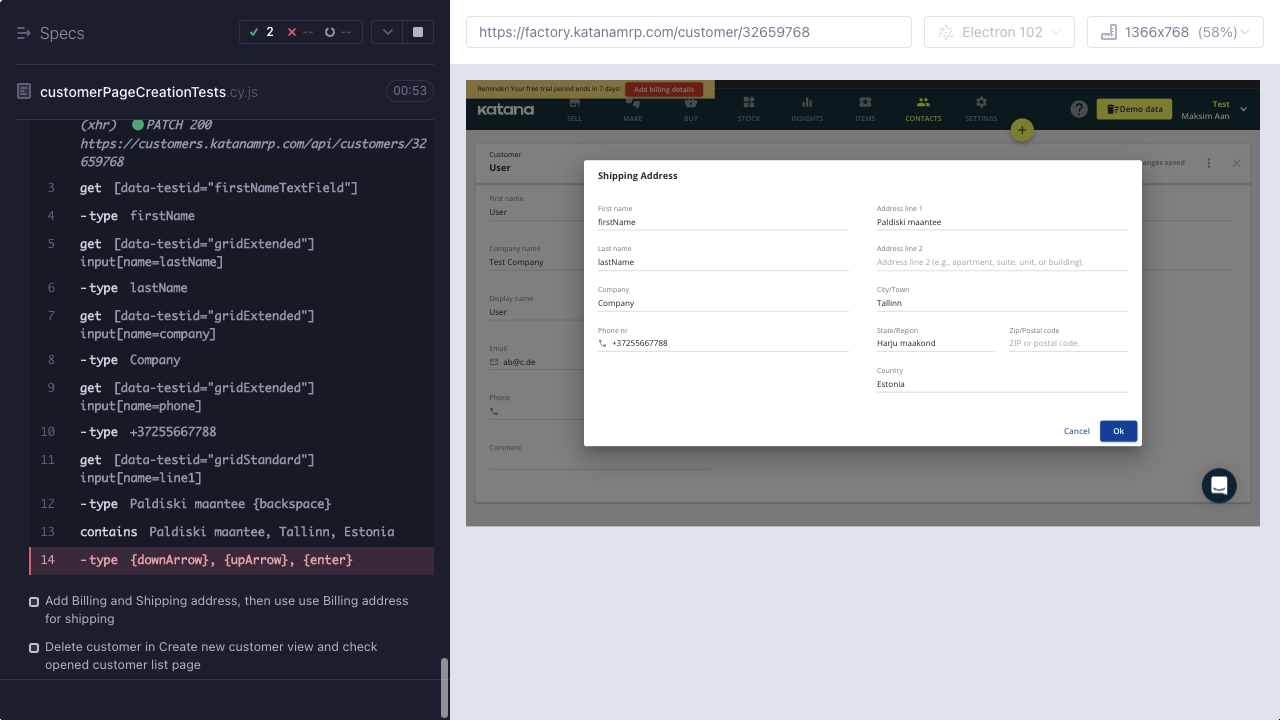 Specs
2
--
--
customerPageCreationTests.cy.js
00:53
(xhr) PATCH 200
https://customers.katanamrp.com/api/customers/32
659768
3 get [data-testid="firstNameTextField"]
4 -type firstName
5 get [data-testid="gridExtended"]
input[name=lastName]
6 -type lastName
7 get [data-testid="gridExtended"]
input[name=company]
8 -type Company
9 get [data-testid="gridExtended"]
input[name=phone]
10 -type +37255667788
11 get [data-testid="gridStandard"]
input[name=line1]
12 -type Paldiski maantee {backspace}
13 contains Paldiski maantee, Tallinn, Estonia
14 -type {downArrow}, {upArrow}, {enter}
Add Billing and Shipping address, then use use Billing address
for shipping
Delete customer in Create new customer view and check
opened customer list page
https://factory.katanamrp.com/customer/32659768
Electron 102
1366x768 (58%)
Reminder! Your free trial period ends in 7 days!
Add billing details
katana
SELL
MAKE
BUY
STOCK
INSIGHTS
ITEMS
CONTACTS
SETTINGS
+
?
Demo data
Test
Maksim Aan
Customer
User
anges saved
First name
User
Company name
Test Company
Display name
User
Email
ab@c.de
Phone
Comment
Shipping Address
First name
firstName
Last name
lastName
Company
Company
Phone nr
+37255667788
Address line 1
Paldiski maantee
Address line 2
Address line 2 (e.g., apartment, suite, unit, or building).
City/Town
Tallinn
State/Region
Harju maakond
Zip/Postal code
ZIP or postal code.
Country
Estonia
Cancel
Ok